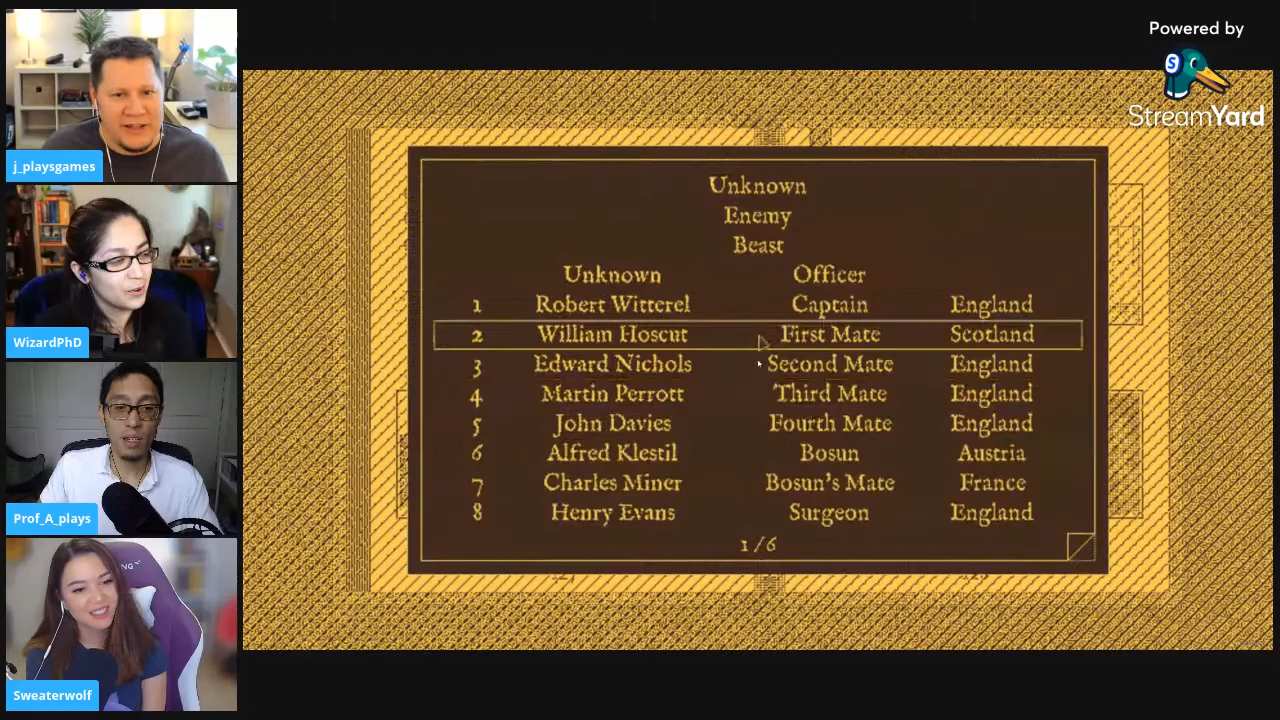 j_playsgames
WizardPhD
Prof_A_plays
Sweaterwolf
Powered by
StreamYard
Unknown
Enemy
Beast
Unknown Officer
1 Robert Witterel Captain England
2 William Hoscut First Mate Scotland
3 Edward Nichols Second Mate England
4 Martin Perrott Third Mate England
5 John Davies Fourth Mate England
6 Alfred Klestil Bosun Austria
7 Charles Miner Bosun's Mate France
8 Henry Evans Surgeon England
1/6